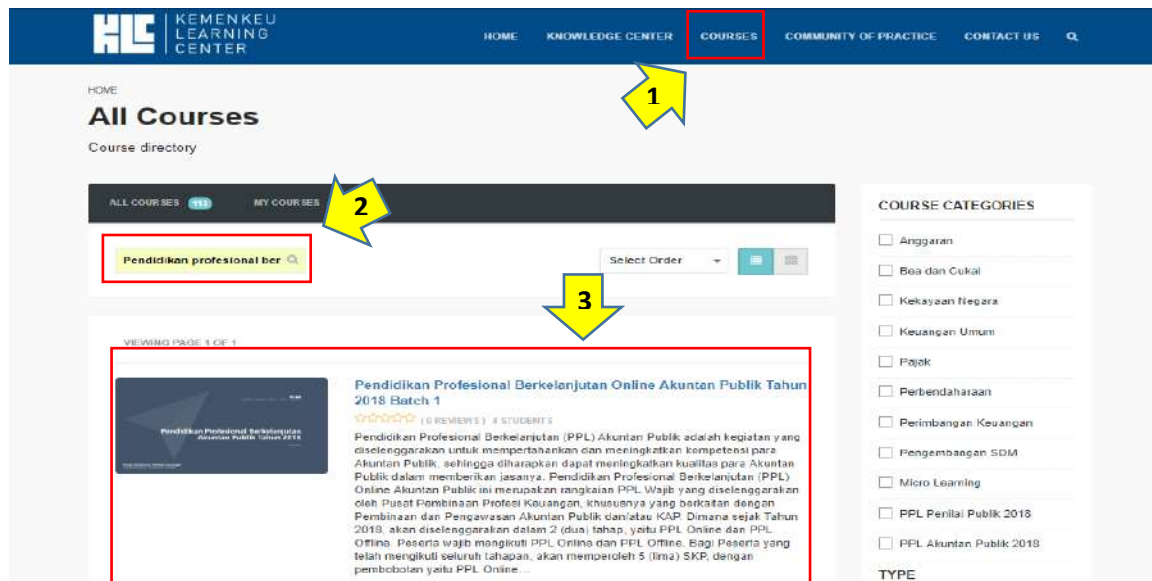 KEMENKEU
LEARNING
CENTER
HOME KNOWLEDGE CENTER COURSES COMMUNITY OF PRACTICE CONTACT US
1
HOME
All Courses
Course directory
ALL COURSES 113 MY COURSES
2
Pendidikan profesional ber
Select Order
3
VIEWING PAGE 1 OF 1
Pendidikan Profesional Berkelanjutan
Akuntan Publik Tahun 2018
Pendidikan Profesional Berkelanjutan Online Akuntan Publik Tahun
2018 Batch 1
( 0 REVIEWS ) 4 STUDENTS
Pendidikan Profesional Berkelanjutan (PPL) Akuntan Publik adalah kegiatan yang
diselenggarakan untuk mempertahankan dan meningkatkan kompetensi para
Akuntan Publik, sehingga diharapkan dapat meningkatkan kualitas para Akuntan
Publik dalam memberikan jasanya. Pendidikan Profesional Berkelanjutan (PPL)
Online Akuntan Publik ini merupakan rangkaian PPL Wajib yang diselenggarakan
oleh Pusat Pembinaan Profesi Keuangan, khususnya yang berkaitan dengan
Pembinaan dan Pengawasan Akuntan Publik dan/atau KAP. Dimana sejak Tahun
2018, akan diselenggarakan dalam 2 (dua) tahap, yaitu PPL Online dan PPL
Offline. Peserta wajib mengikuti PPL Online dan PPL Offline. Bagi Peserta yang
telah mengikuti seluruh tahapan, akan memperoleh 5 (lima) SKP, dengan
pembobotan yaitu PPL Online...
COURSE CATEGORIES
Anggaran
Bea dan Cukai
Kekayaan Negara
Keuangan Umum
Pajak
Perbendaharaan
Perimbangan Keuangan
Pengembangan SDM
Micro Learning
PPL Penilai Publik 2018
PPL Akuntan Publik 2018
TYPE